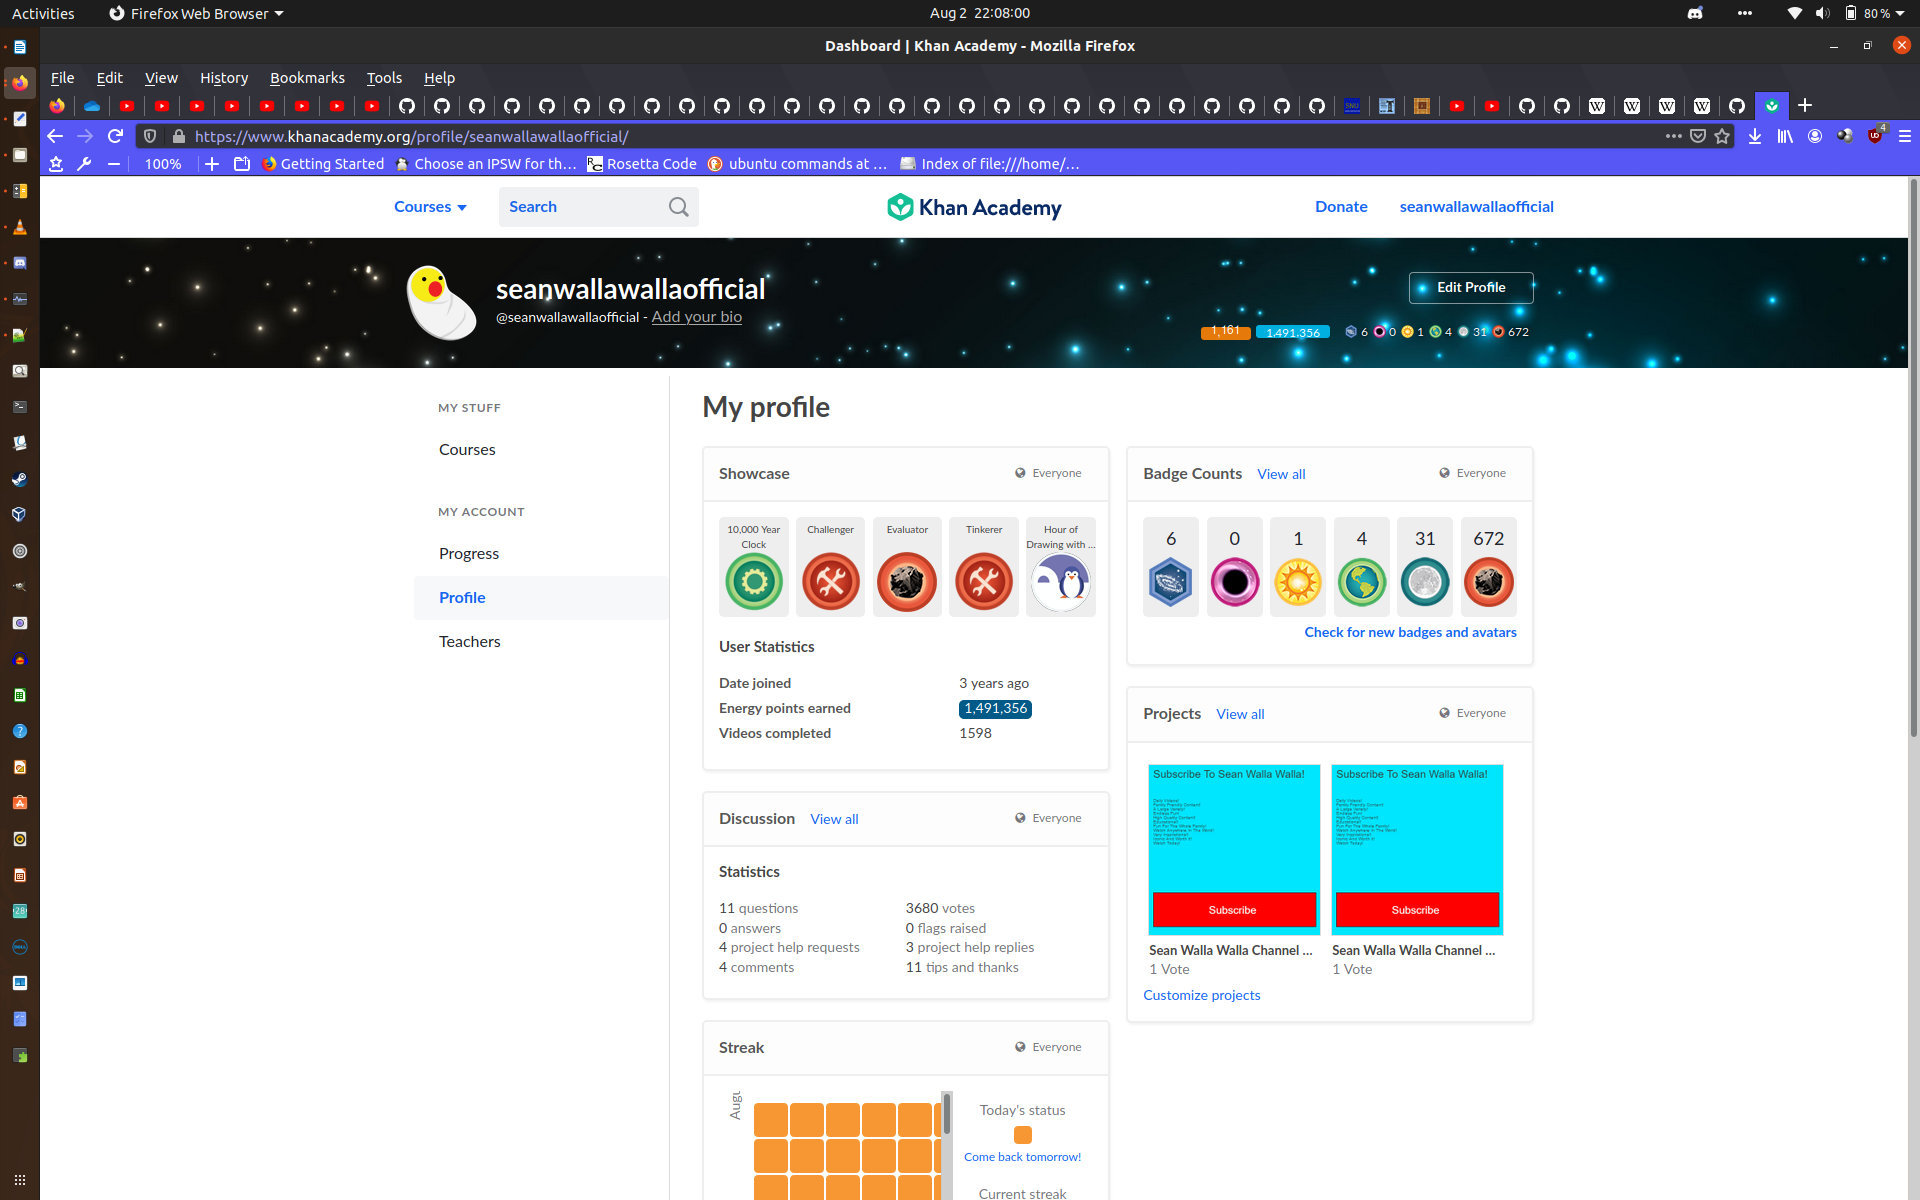 Activities
Firefox Web Browser
Aug 2 22:08:00
80 %
Dashboard | Khan Academy - Mozilla Firefox
File Edit View History Bookmarks Tools Help
https://www.khanacademy.org/profile/seanwallawallaofficial/
4
100%
Getting Started
Choose an IPSW for th…
Rosetta Code
ubuntu commands at …
Index of file:///home/…
Courses
Search
Khan Academy
Donate
seanwallawallaofficial
seanwallawallaofficial
@seanwallawallaofficial - Add your bio
Edit Profile
1,161
1,491,356
6 0 1 4 31 672
MY STUFF
Courses
MY ACCOUNT
Progress
Profile
Teachers
My profile
Showcase
Everyone
10,000 Year Clock
Challenger
Evaluator
Tinkerer
Hour of Drawing with ...
User Statistics
Date joined 3 years ago
Energy points earned 1,491,356
Videos completed 1598
Badge Counts View all
Everyone
6 0 1 4 31 672
Check for new badges and avatars
Discussion View all
Everyone
Statistics
11 questions 3680 votes
0 answers 0 flags raised
4 project help requests 3 project help replies
4 comments 11 tips and thanks
Projects View all
Everyone
Subscribe To Sean Walla Walla!
Subscribe
Subscribe To Sean Walla Walla!
Subscribe
Sean Walla Walla Channel ...
1 Vote
Sean Walla Walla Channel ...
1 Vote
Customize projects
Streak
Everyone
Today's status
Come back tomorrow!
Current streak